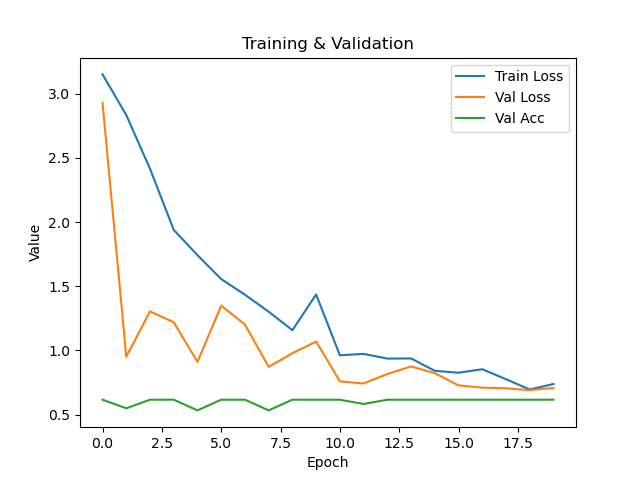 Training & Validation
Train Loss
Val Loss
Val Acc
3.0
2.5
2.0
1.5
1.0
0.5
Value
0.0 2.5 5.0 7.5 10.0 12.5 15.0 17.5
Epoch